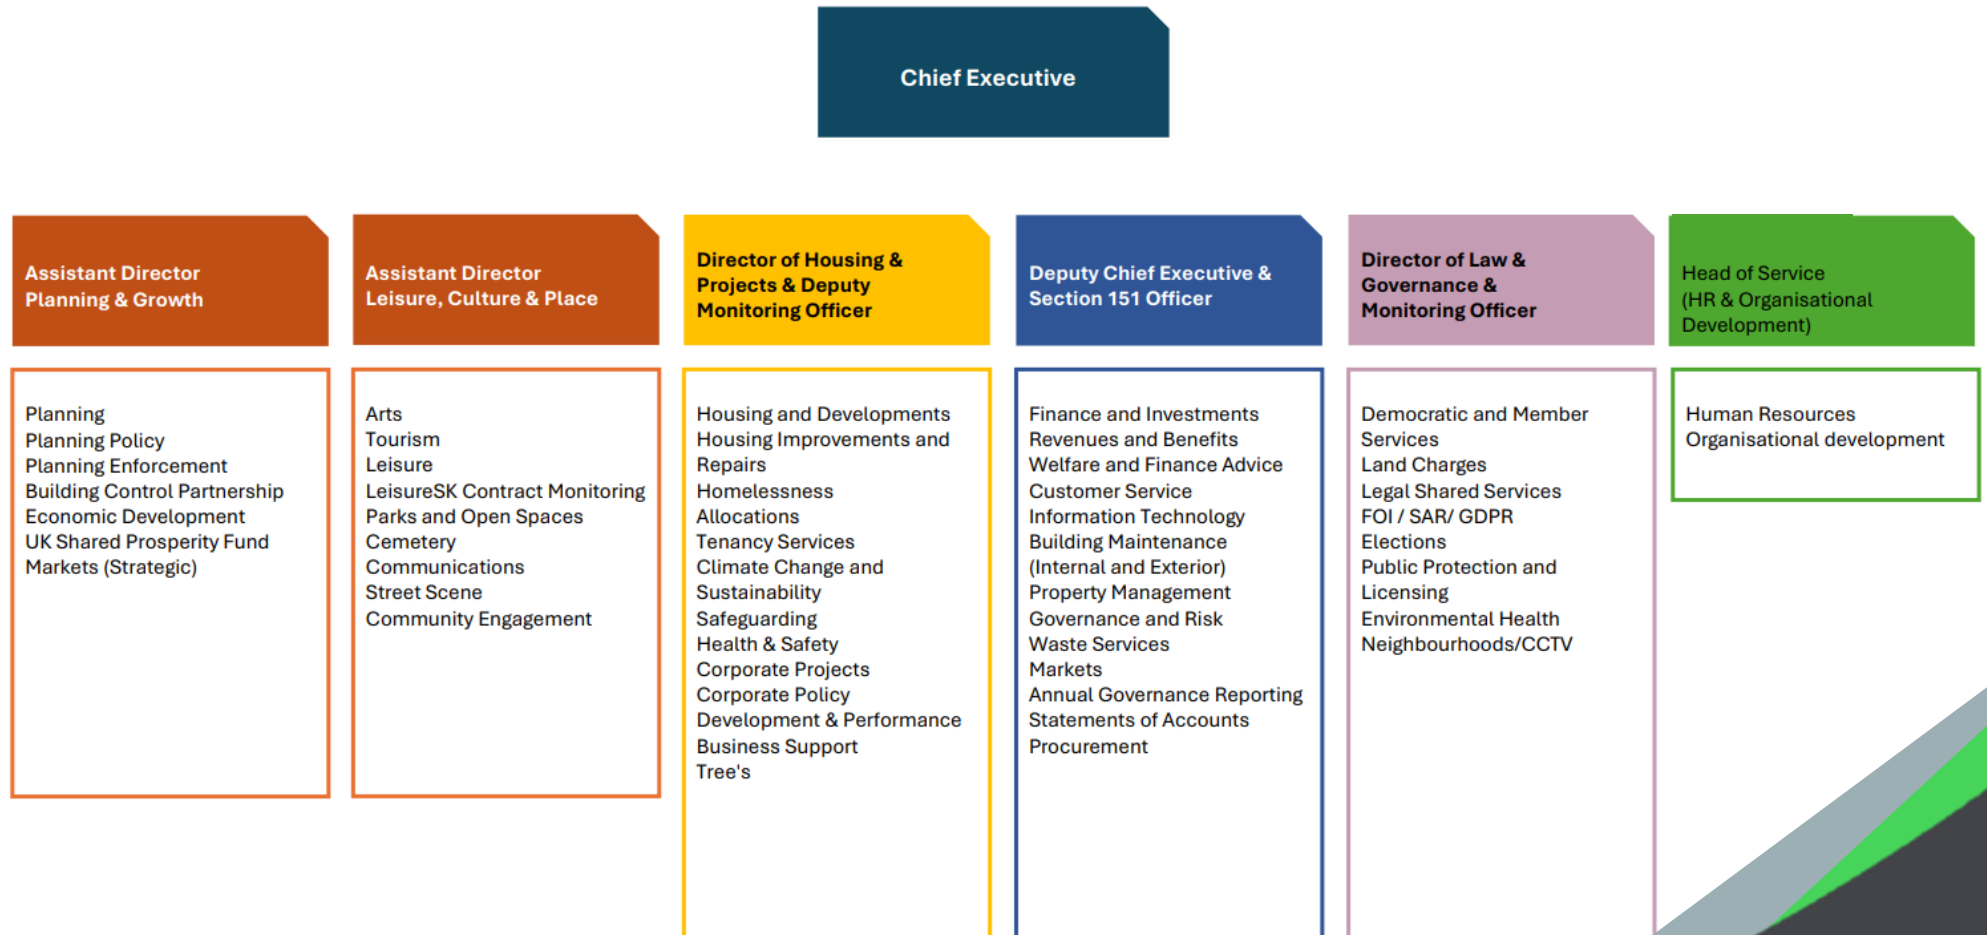 Chief Executive
Assistant Director
Planning & Growth
Assistant Director
Leisure, Culture & Place
Director of Housing &
Projects & Deputy
Monitoring Officer
Deputy Chief Executive &
Section 151 Officer
Director of Law &
Governance &
Monitoring Officer
Head of Service
(HR & Organisational
Development)
Planning
Planning Policy
Planning Enforcement
Building Control Partnership
Economic Development
UK Shared Prosperity Fund
Markets (Strategic)
Arts
Tourism
Leisure
LeisureSK Contract Monitoring
Parks and Open Spaces
Cemetery
Communications
Street Scene
Community Engagement
Housing and Developments
Housing Improvements and
Repairs
Homelessness
Allocations
Tenancy Services
Climate Change and
Sustainability
Safeguarding
Health & Safety
Corporate Projects
Corporate Policy
Development & Performance
Business Support
Tree's
Finance and Investments
Revenues and Benefits
Welfare and Finance Advice
Customer Service
Information Technology
Building Maintenance
(Internal and Exterior)
Property Management
Governance and Risk
Waste Services
Markets
Annual Governance Reporting
Statements of Accounts
Procurement
Democratic and Member
Services
Land Charges
Legal Shared Services
FOI / SAR/ GDPR
Elections
Public Protection and
Licensing
Environmental Health
Neighbourhoods/CCTV
Human Resources
Organisational development